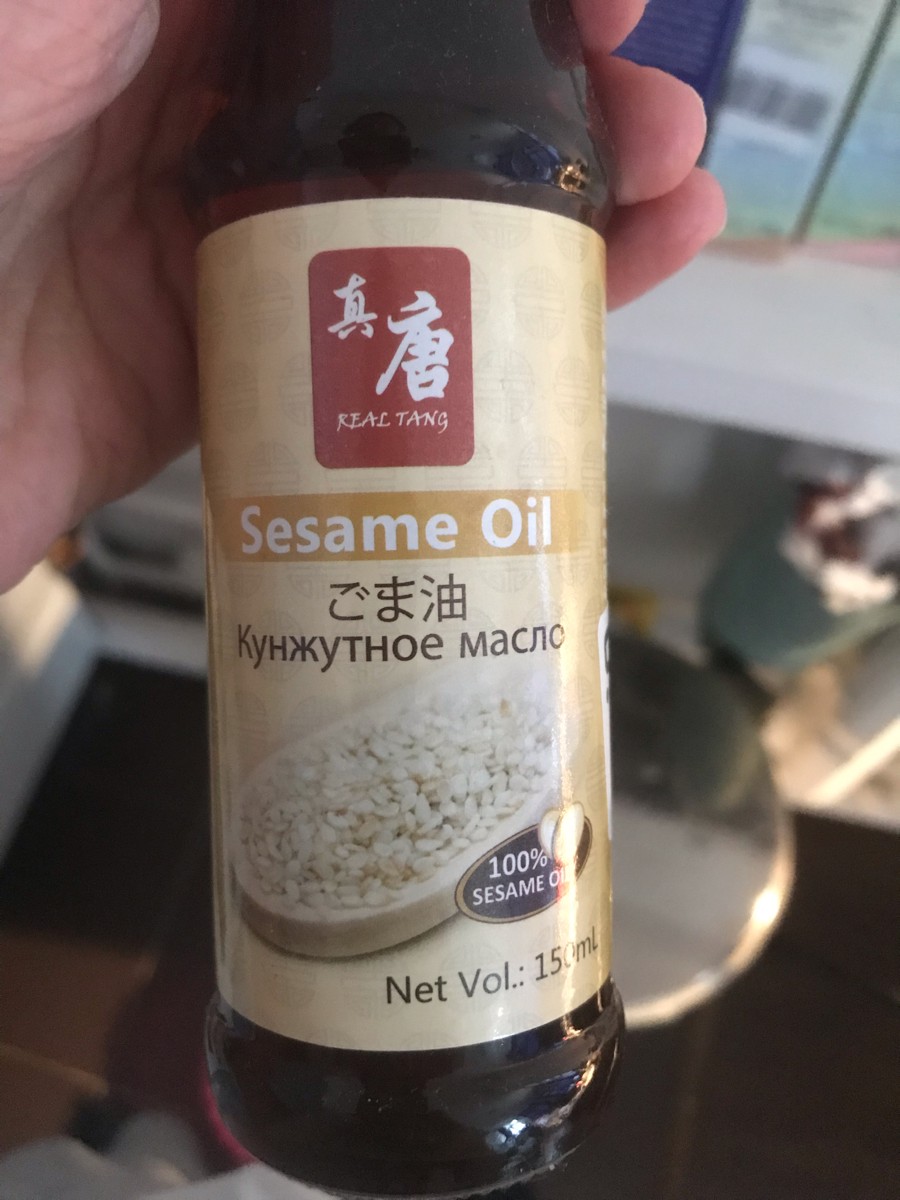 真唐
REAL TANG
Sesame Oil
ごま油
Кунжутное масло
100%
SESAME OIL
Net Vol.: 150mL